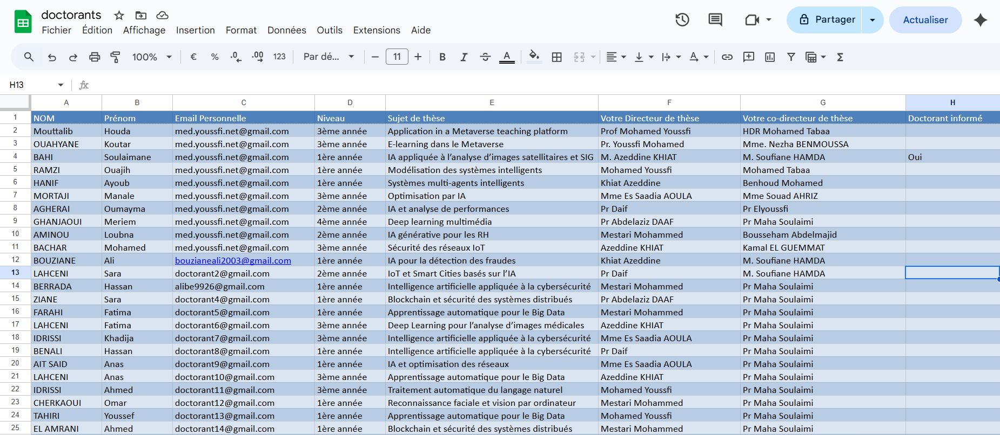 doctorants
Fichier Édition Affichage Insertion Format Données Outils Extensions Aide
Partager Actualiser
100% € % .0 .00 123 Par dé... 11 B I A Σ
H13 fx
A B C D E F G H
1 NOM Prénom Email Personnelle Niveau Sujet de thèse Votre Directeur de thèse Votre co-directeur de thèse Doctorant informé
2 Mouttalib Houda med.youssfi.net@gmail.com 3ème année Application in a Metaverse teaching platform Prof Mohamed Youssfi HDR Mohamed Tabaa
3 OUAHYANE Koutar med.youssfi.net@gmail.com 3ème année E-learning dans le Metaverse Pr. Youssfi Mohamed Mme. Nezha BENMOUSSA
4 BAHI Soulaimane med.youssfi.net@gmail.com 1ère année IA appliquée à l’analyse d’images satellitaires et SIG M. Azeddine KHIAT M. Soufiane HAMDA Oui
5 RAMZI Ouajih med.youssfi.net@gmail.com 1ère année Modélisation des systèmes intelligents Mohamed Youssfi Mohamed Tabaa
6 HANIF Ayoub med.youssfi.net@gmail.com 1ère année Systèmes multi-agents intelligents Khiat Azeddine Benhoud Mohamed
7 MORTAJI Manale med.youssfi.net@gmail.com 3ème année Optimisation par IA Mme Es Saadia AOULA Mme Souad AHRIZ
8 AGHERAI Oumayma med.youssfi.net@gmail.com 2ème année IA et analyse de performances Pr Daif Pr Elyoussfi
9 GHANJAOUI Meriem med.youssfi.net@gmail.com 4ème année Deep learning multimédia Pr Abdelaziz DAAF Pr Maha Soulaimi
10 AMINOU Loubna med.youssfi.net@gmail.com 2ème année IA générative pour les RH Mestari Mohammed Bousseham Abdelmajid
11 BACHAR Mohamed med.youssfi.net@gmail.com 3ème année Sécurité des réseaux IoT Azeddine KHIAT Kamal EL GUEMMAT
12 BOUZIANE Ali bouzianeali2003@gmail.com 1ère année IA pour la détection des fraudes Khiat Azeddine M. Soufiane HAMDA
13 LAHCENI Sara doctorant2@gmail.com 2ème année IoT et Smart Cities basés sur l’IA Pr Daif M. Soufiane HAMDA
14 BERRADA Hassan alibe9926@gmail.com 1ère année Intelligence artificielle appliquée à la cybersécurité Mestari Mohammed Pr Maha Soulaimi
15 ZIANE Sara doctorant4@gmail.com 1ère année Blockchain et sécurité des systèmes distribués Pr Abdelaziz DAAF Pr Maha Soulaimi
16 FARAHI Fatima doctorant5@gmail.com 1ère année Apprentissage automatique pour le Big Data Mestari Mohammed Pr Maha Soulaimi
17 LAHCENI Fatima doctorant6@gmail.com 3ème année Deep Learning pour l’analyse d’images médicales Azeddine KHIAT Pr Maha Soulaimi
18 IDRISSI Khadija doctorant7@gmail.com 3ème année Intelligence artificielle appliquée à la cybersécurité Mme Es Saadia AOULA Pr Maha Soulaimi
19 BENALI Hassan doctorant8@gmail.com 1ère année Intelligence artificielle appliquée à la cybersécurité Pr Daif Pr Maha Soulaimi
20 AIT SAID Anas doctorant9@gmail.com 1ère année IA et optimisation des réseaux Mme Es Saadia AOULA Pr Maha Soulaimi
21 LAHCENI Anas doctorant10@gmail.com 3ème année Apprentissage automatique pour le Big Data Azeddine KHIAT Pr Maha Soulaimi
22 IDRISSI Ahmed doctorant11@gmail.com 3ème année Traitement automatique du langage naturel Mohamed Youssfi Pr Maha Soulaimi
23 CHERKAOUI Omar doctorant12@gmail.com 1ère année Reconnaissance faciale et vision par ordinateur Mestari Mohammed Pr Maha Soulaimi
24 TAHIRI Youssef doctorant13@gmail.com 1ère année Apprentissage automatique pour le Big Data Mohamed Youssfi Pr Maha Soulaimi
25 EL AMRANI Ahmed doctorant14@gmail.com 1ère année Blockchain et sécurité des systèmes distribués Mestari Mohammed Pr Maha Soulaimi